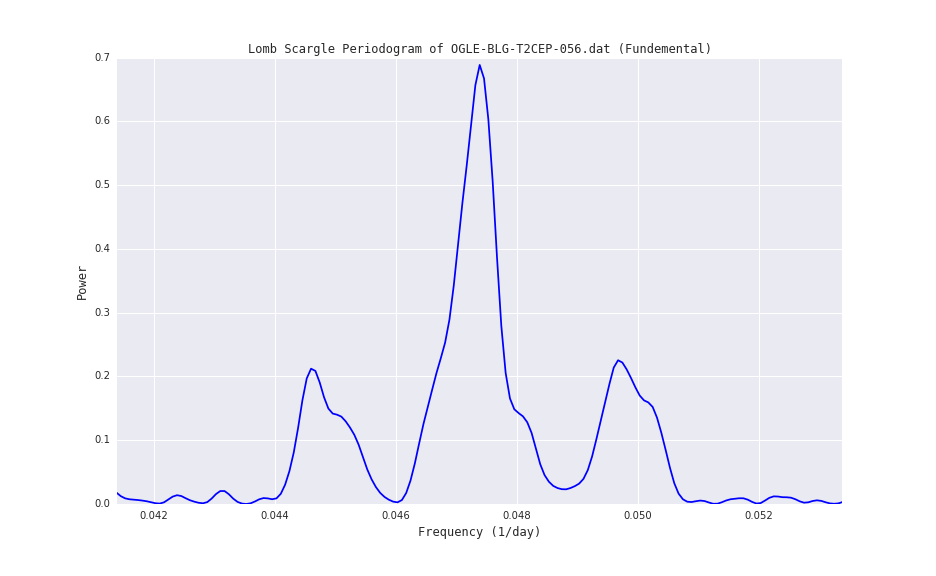 Lomb Scargle Periodogram of OGLE-BLG-T2CEP-056.dat (Fundemental)
0.7
0.6
0.5
0.4
0.3
0.2
0.1
0.0
Power
0.042 0.044 0.046 0.048 0.050 0.052
Frequency (1/day)